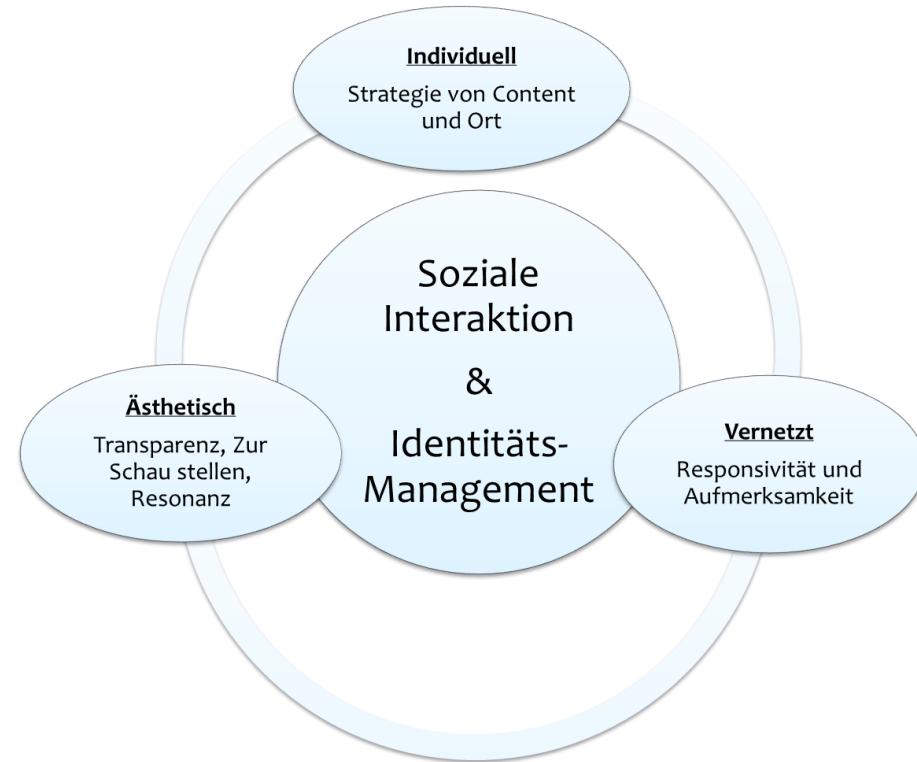 Individuell
Strategie von Content
und Ort
Soziale
Interaktion
&
Identitäts-
Management
Ästhetisch
Transparenz, Zur
Schau stellen,
Resonanz
Vernetzt
Responsivität und
Aufmerksamkeit